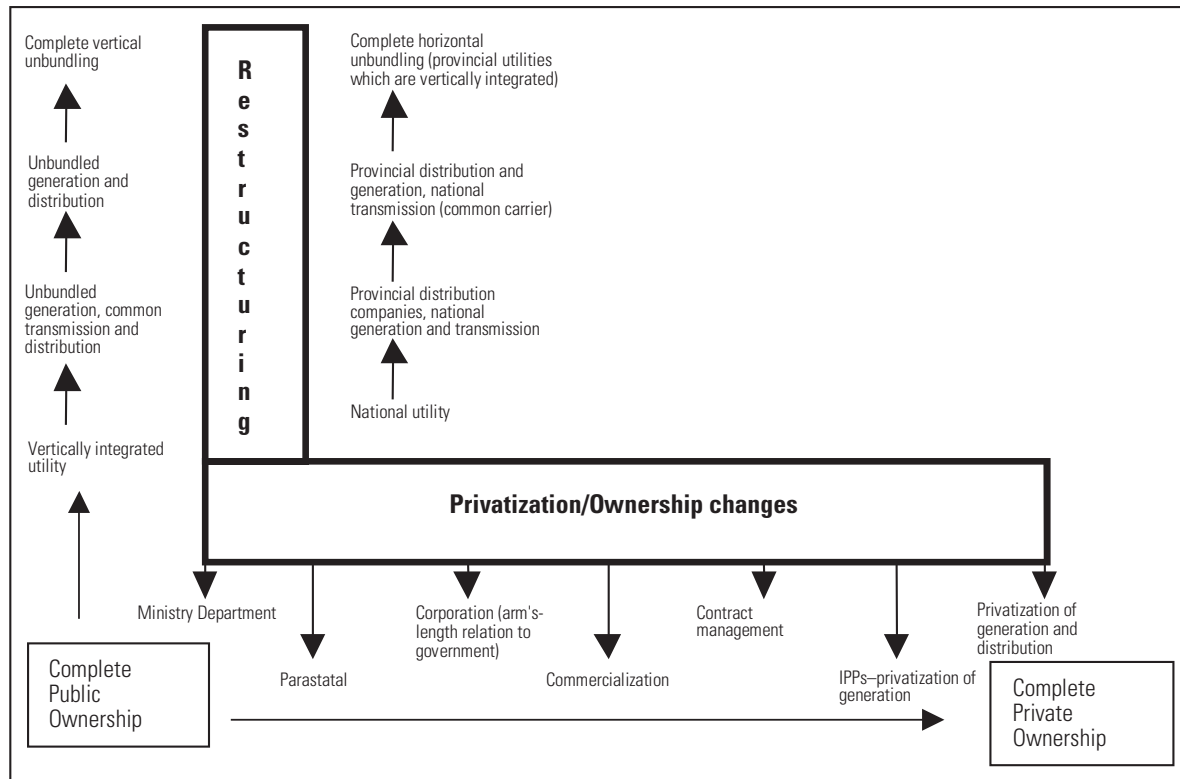 Complete vertical
unbundling
Unbundled
generation and
distribution
Unbundled
generation, common
transmission and
distribution
Vertically integrated
utility
Restructuring
Complete horizontal
unbundling (provincial utilities
which are vertically integrated)
Provincial distribution and
generation, national
transmission (common carrier)
Provincial distribution
companies, national
generation and transmission
National utility
Privatization/Ownership changes
Ministry Department
Parastatal
Corporation (arm's-
length relation to
government)
Commercialization
Contract
management
IPPs–privatization of
generation
Privatization of
generation and
distribution
Complete
Public
Ownership
Complete
Private
Ownership